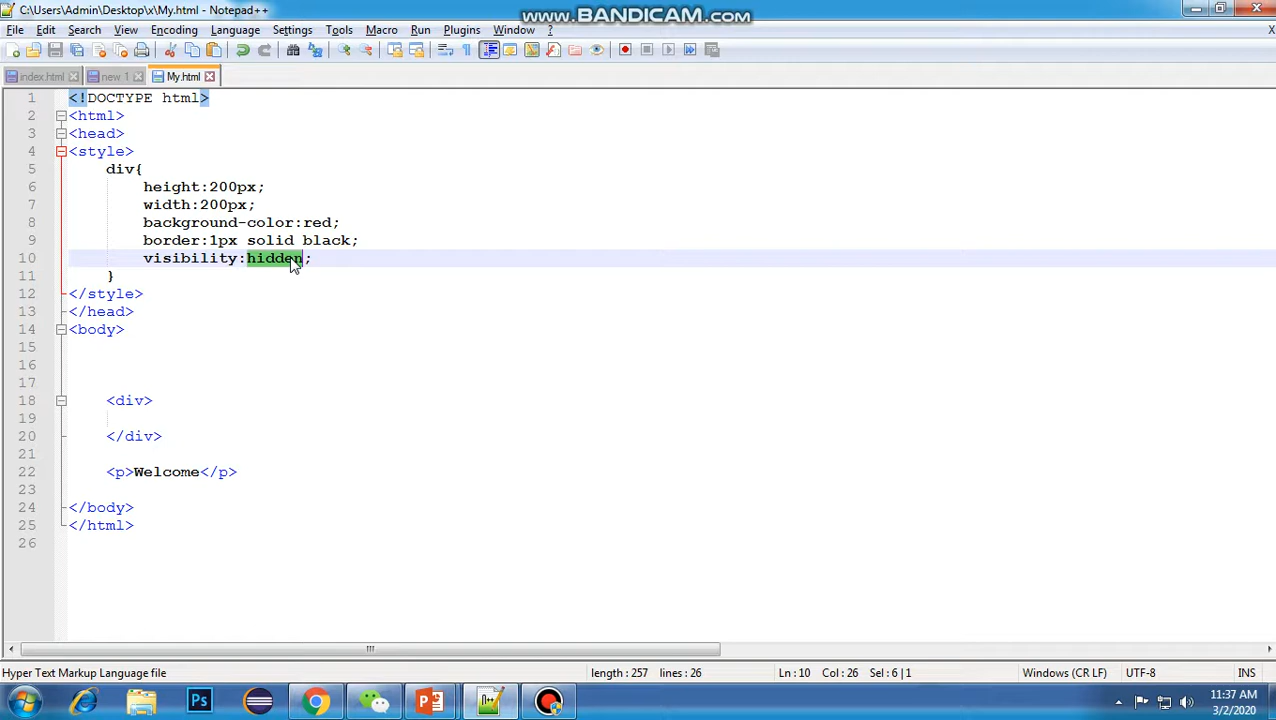 C:\Users\Admin\Desktop\x\My.html - Notepad++
www.BANDICAM.com
File Edit Search View Encoding Language Settings Tools Macro Run Plugins Window ? X
index.html new 1 My.html
1 <!DOCTYPE html>
2 <html>
3 <head>
4 <style>
5 div{
6 height:200px;
7 width:200px;
8 background-color:red;
9 border:1px solid black;
10 visibility:hidden;
11 }
12 </style>
13 </head>
14 <body>
15
16
17
18 <div>
19
20 </div>
21
22 <p>Welcome</p>
23
24 </body>
25 </html>
26
Hyper Text Markup Language file length : 257 lines : 26 Ln : 10 Col : 26 Sel : 6 | 1 Windows (CR LF) UTF-8 INS
Ps
11:37 AM
3/2/2020